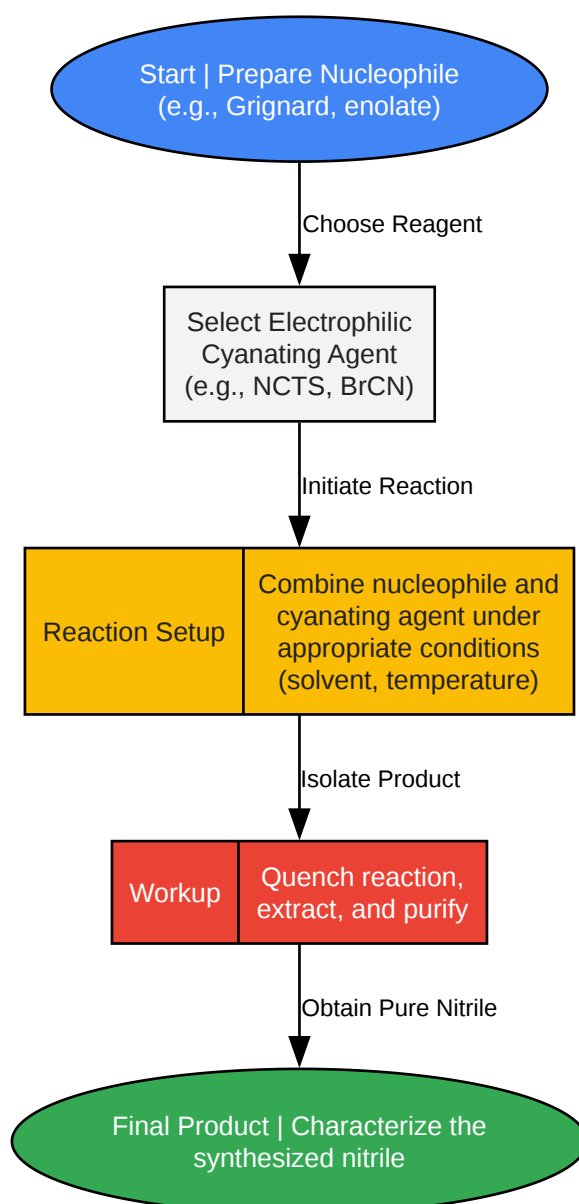 Start | Prepare Nucleophile
(e.g., Grignard, enolate)
Choose Reagent
Select Electrophilic
Cyanating Agent
(e.g., NCTS, BrCN)
Initiate Reaction
Reaction Setup
Combine nucleophile and
cyanating agent under
appropriate conditions
(solvent, temperature)
Isolate Product
Workup
Quench reaction,
extract, and purify
Obtain Pure Nitrile
Final Product | Characterize the
synthesized nitrile